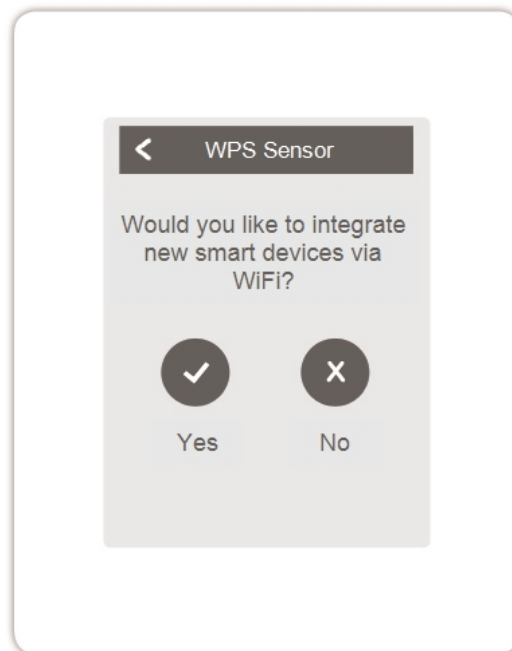 WPS Sensor
Would you like to integrate
new smart devices via
WiFi?
Yes
No